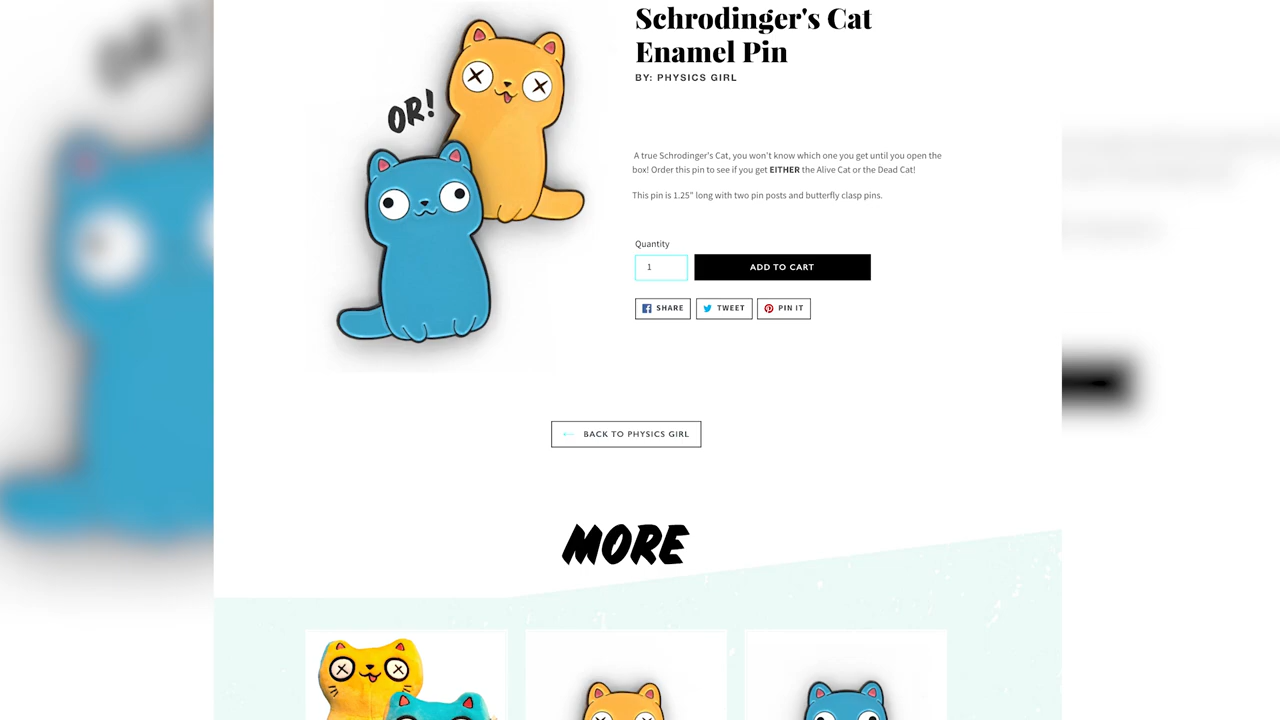 Schrodinger's Cat
Enamel Pin
BY: PHYSICS GIRL
OR!
A true Schrodinger's Cat, you won't know which one you get until you open the
box! Order this pin to see if you get EITHER the Alive Cat or the Dead Cat!
This pin is 1.25" long with two pin posts and butterfly clasp pins.
Quantity
1
ADD TO CART
SHARE
TWEET
PIN IT
BACK TO PHYSICS GIRL
MORE